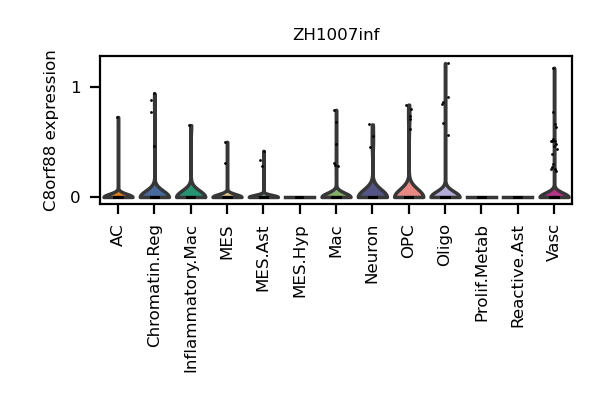 ZH1007inf
C8orf88 expression
1
0
AC
Chromatin.Reg
Inflammatory.Mac
MES
MES.Ast
MES.Hyp
Mac
Neuron
OPC
Oligo
Prolif.Metab
Reactive.Ast
Vasc